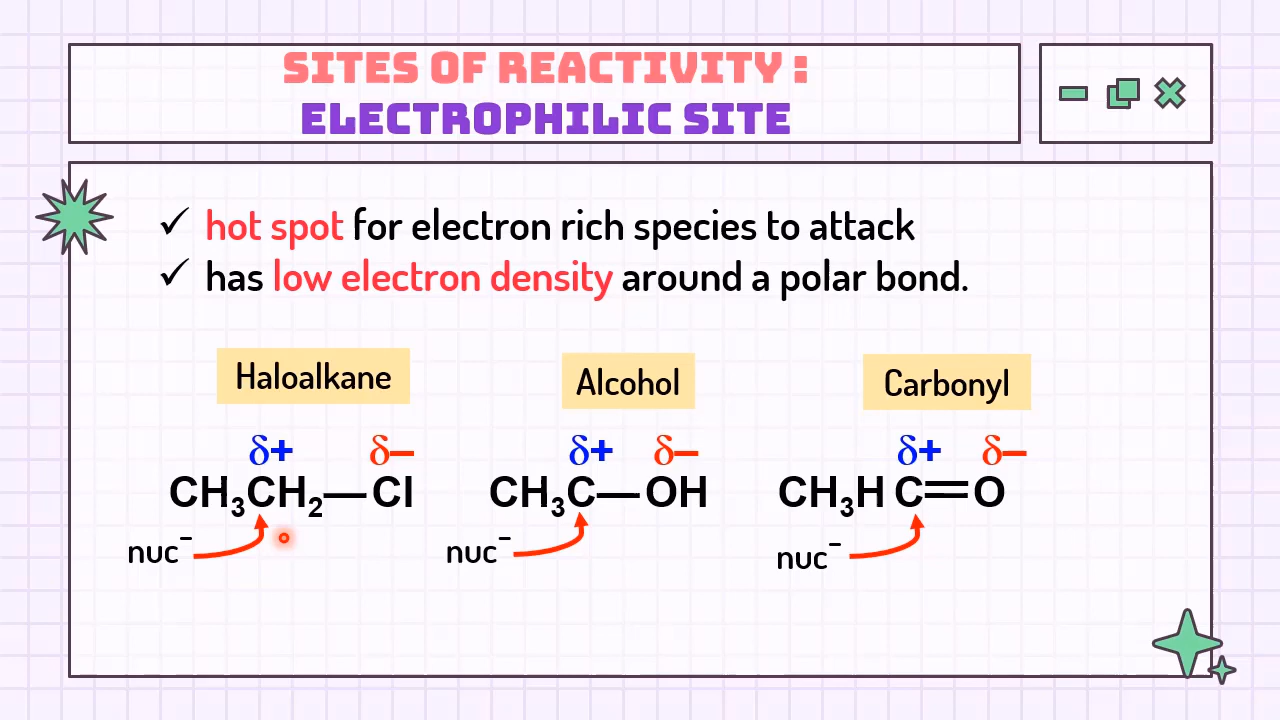 SITES OF REACTIVITY :
ELECTROPHILIC SITE
✓ hot spot for electron rich species to attack
✓ has low electron density around a polar bond.
Haloalkane
δ+ δ–
CH₃CH₂—Cl
nuc⁻
Alcohol
δ+ δ–
CH₃C—OH
nuc⁻
Carbonyl
δ+ δ–
CH₃H C=O
nuc⁻